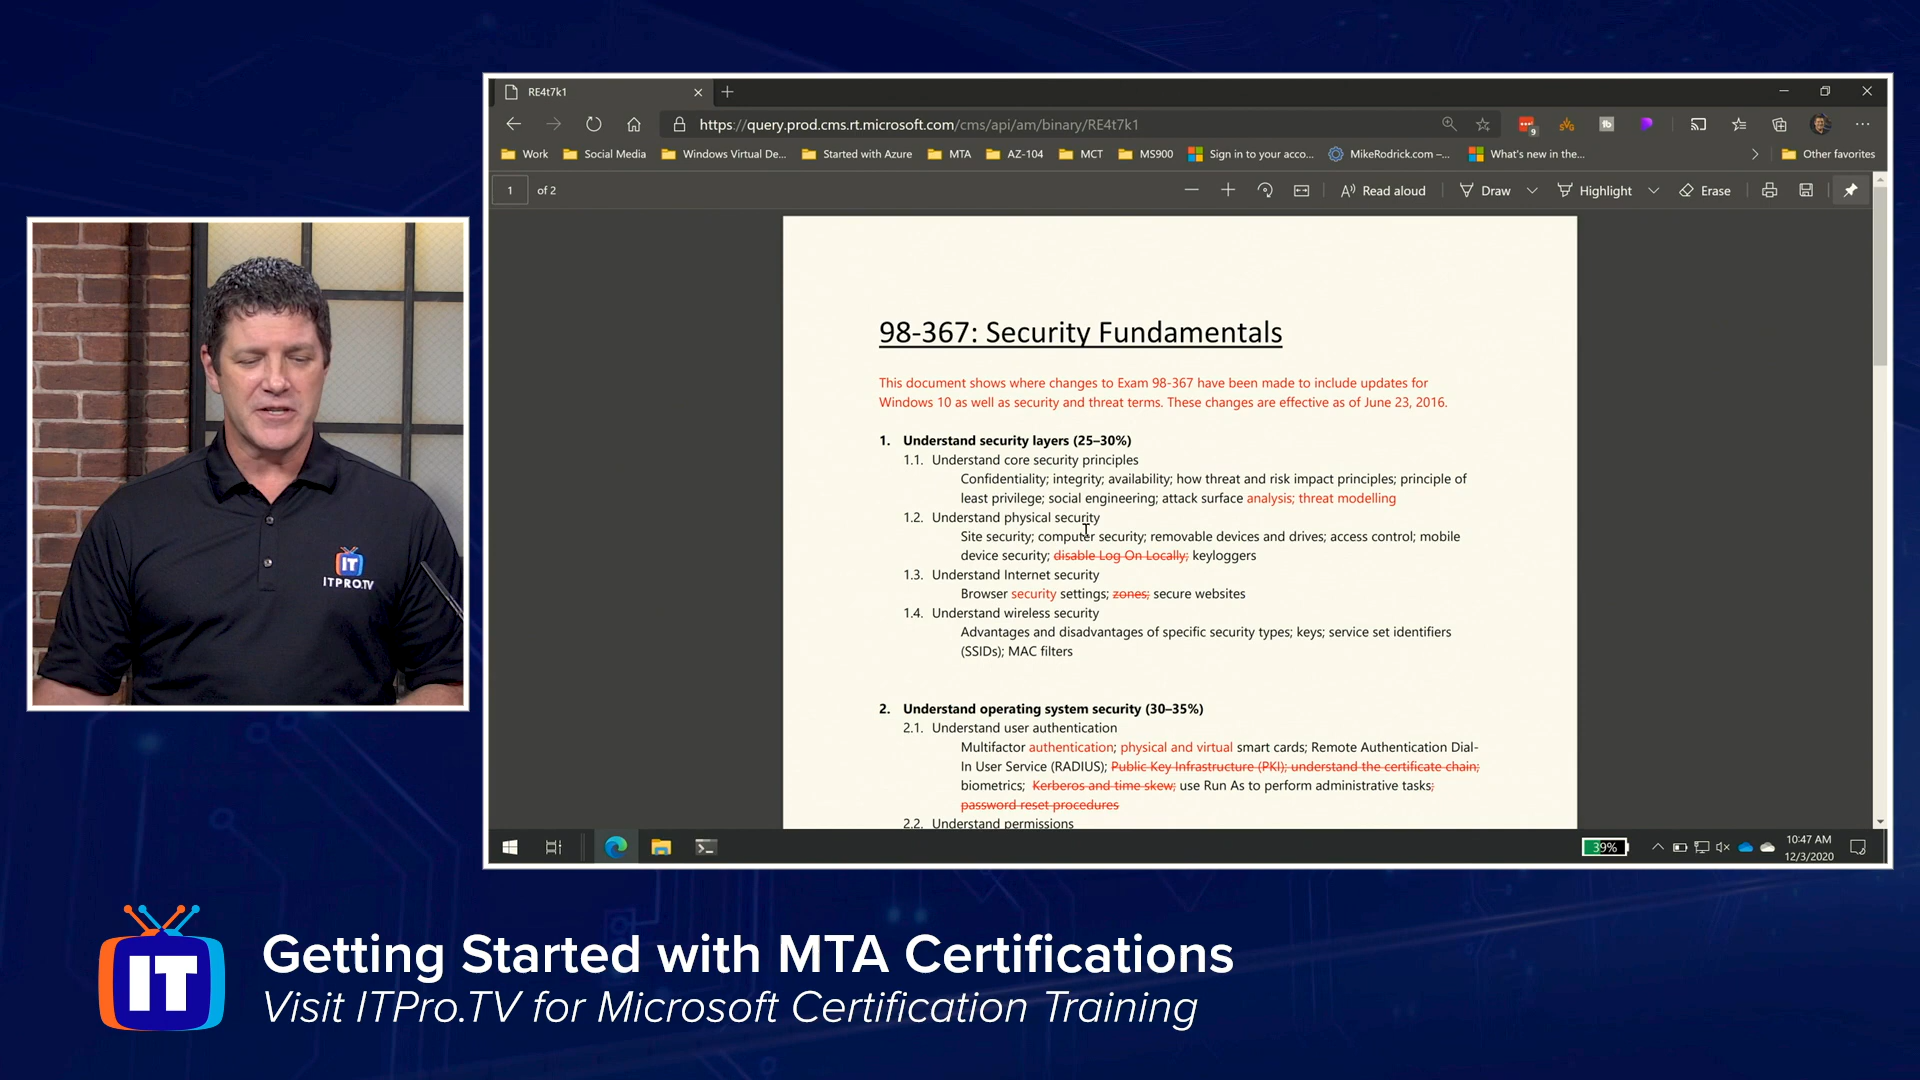 RE4t7k1
https://query.prod.cms.rt.microsoft.com/cms/api/am/binary/RE4t7k1
9
Work Social Media Windows Virtual De... Started with Azure MTA AZ-104 MCT MS900 Sign in to your acco... MikeRodrick.com –... What's new in the... Other favorites
1 of 2 Read aloud Draw Highlight Erase
98-367: Security Fundamentals
This document shows where changes to Exam 98-367 have been made to include updates for
Windows 10 as well as security and threat terms. These changes are effective as of June 23, 2016.
1. Understand security layers (25–30%)
1.1. Understand core security principles
Confidentiality; integrity; availability; how threat and risk impact principles; principle of
least privilege; social engineering; attack surface analysis; threat modelling
1.2. Understand physical security
Site security; computer security; removable devices and drives; access control; mobile
device security; disable Log On Locally; keyloggers
1.3. Understand Internet security
Browser security settings; zones; secure websites
1.4. Understand wireless security
Advantages and disadvantages of specific security types; keys; service set identifiers
(SSIDs); MAC filters
2. Understand operating system security (30–35%)
2.1. Understand user authentication
Multifactor authentication; physical and virtual smart cards; Remote Authentication Dial-
In User Service (RADIUS); Public Key Infrastructure (PKI); understand the certificate chain;
biometrics; Kerberos and time skew; use Run As to perform administrative tasks;
password reset procedures
2.2. Understand permissions
39%
10:47 AM
12/3/2020
IT
ITPRO.TV
IT
Getting Started with MTA Certifications
Visit ITPro.TV for Microsoft Certification Training